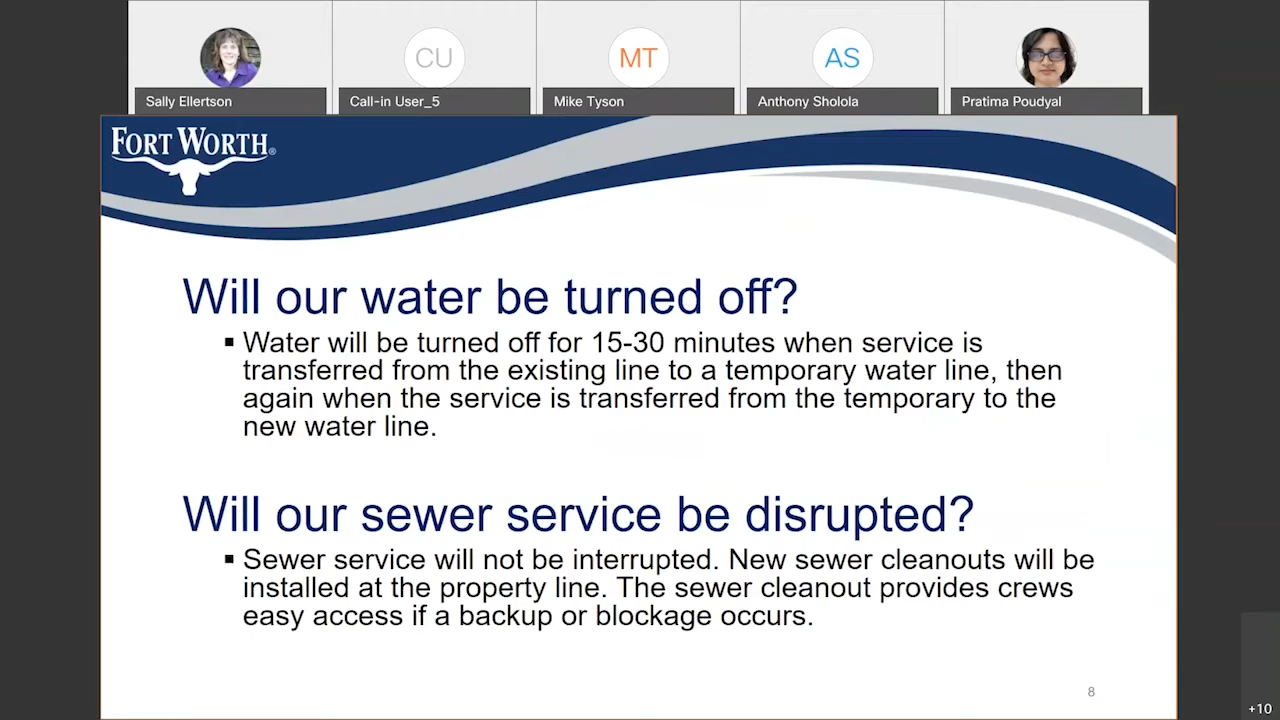 CU
MT
AS
Sally Ellertson
Call-in User_5
Mike Tyson
Anthony Sholola
Pratima Poudyal
FORT WORTH®
Will our water be turned off?
▪ Water will be turned off for 15-30 minutes when service is
transferred from the existing line to a temporary water line, then
again when the service is transferred from the temporary to the
new water line.
Will our sewer service be disrupted?
▪ Sewer service will not be interrupted. New sewer cleanouts will be
installed at the property line. The sewer cleanout provides crews
easy access if a backup or blockage occurs.
8
+10